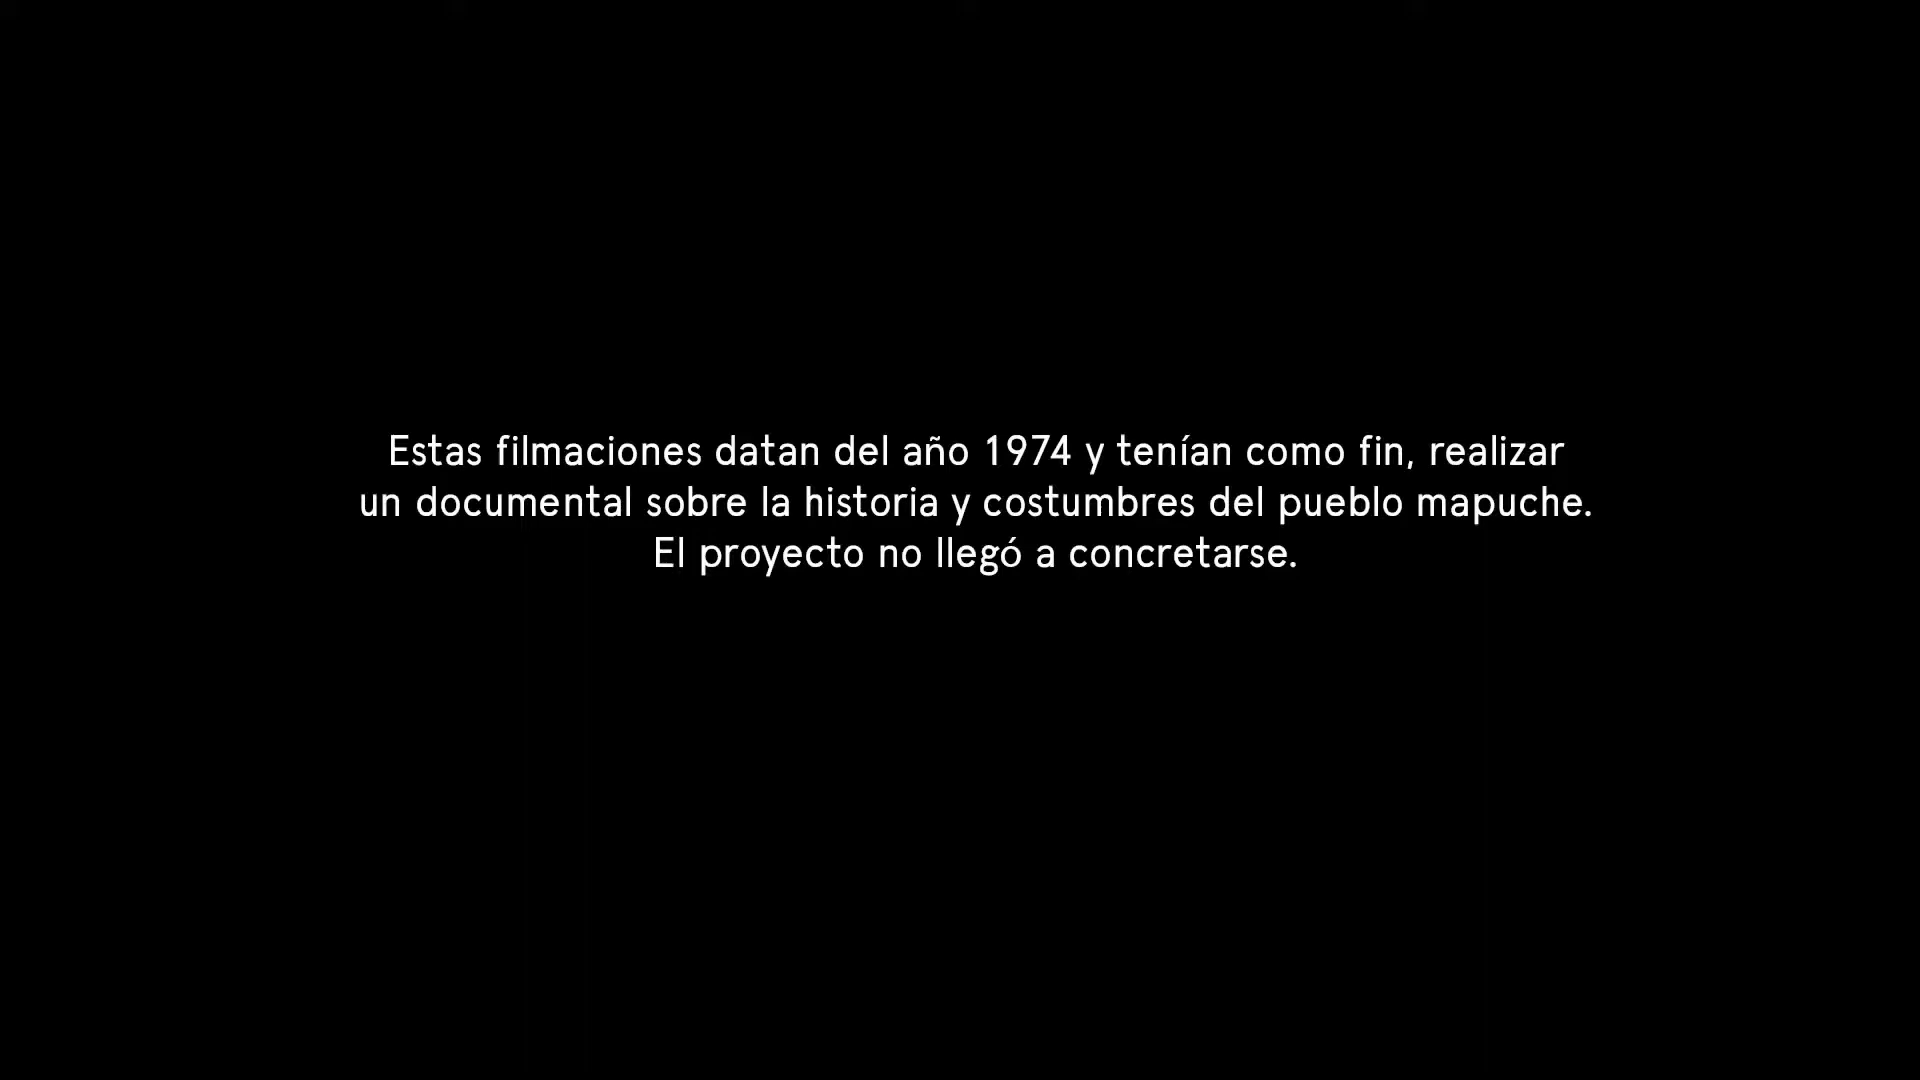 Estas filmaciones datan del año 1974 y tenían como fin, realizar
un documental sobre la historia y costumbres del pueblo mapuche.
El proyecto no llegó a concretarse.